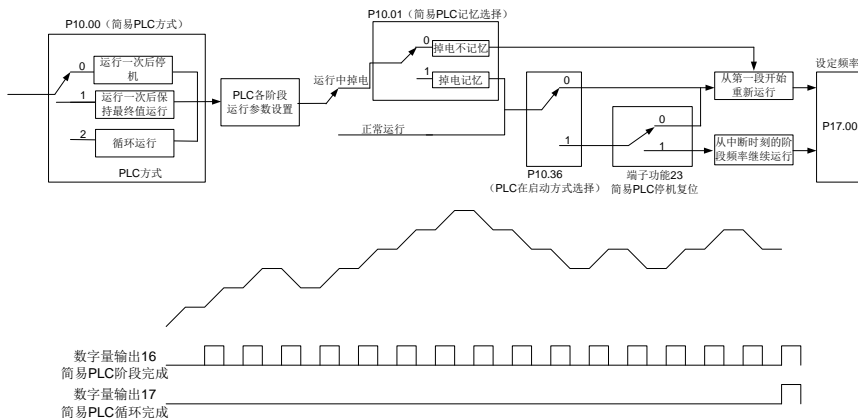 P10.00（简易PLC方式）
0
运行一次后停
机
1
运行一次后保
持最终值运行
2
循环运行
PLC方式
PLC各阶段
运行参数设置
运行中掉电
正常运行
P10.01（简易PLC记忆选择）
0
掉电不记忆
1
掉电记忆
0
1
P10.36
（PLC在启动方式选择）
0
1
端子功能23
简易PLC停机复位
从第一段开始
重新运行
从中断时刻的阶
段频率继续运行
设定频率
P17.00
数字量输出16
简易PLC阶段完成
数字量输出17
简易PLC循环完成